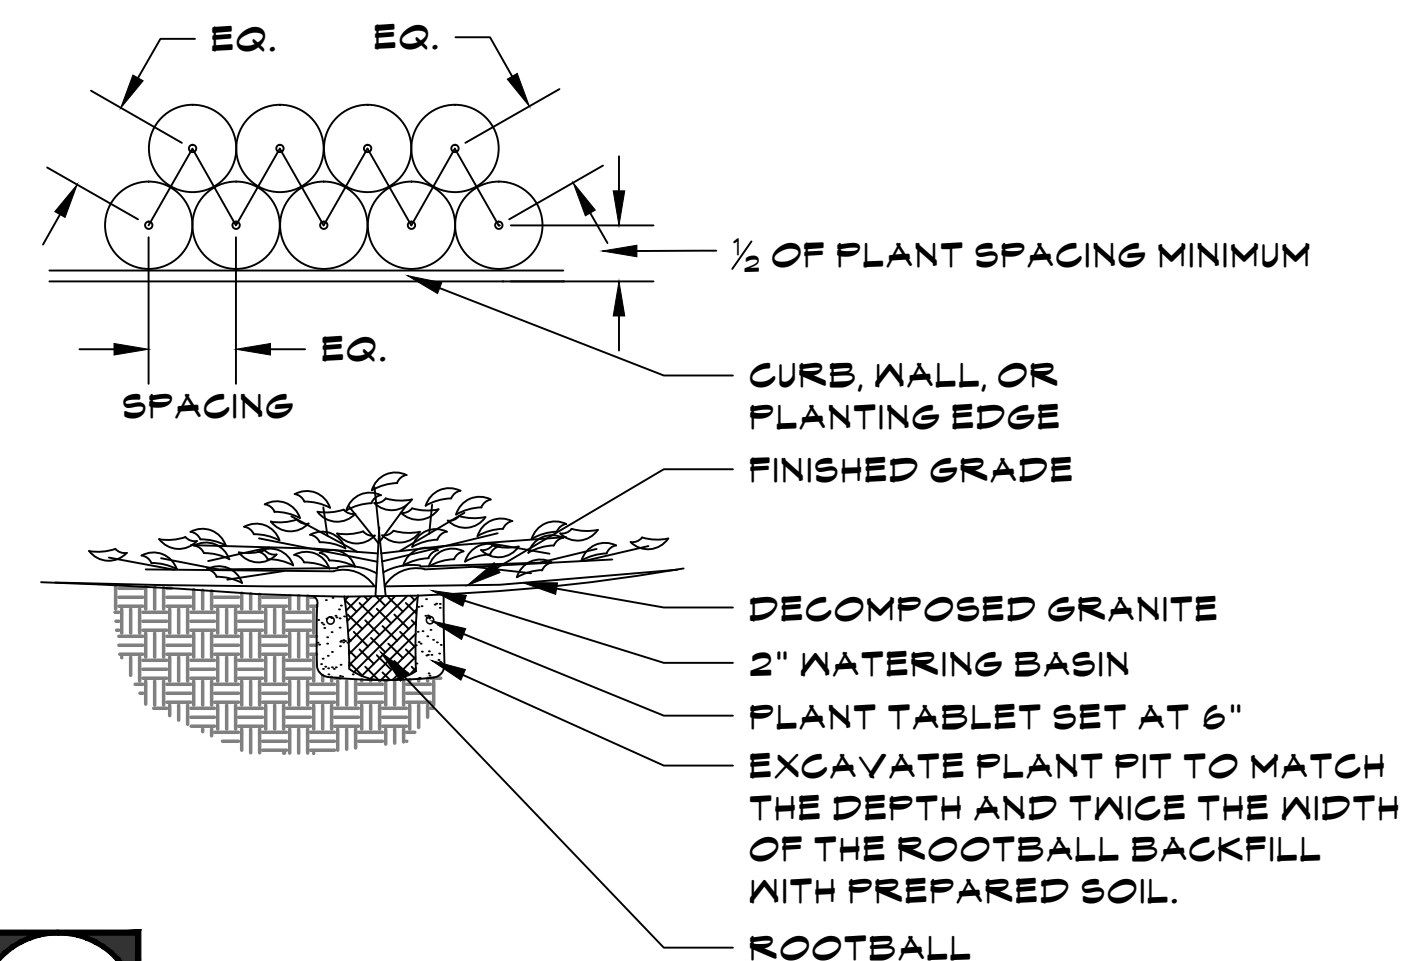 EQ. EQ.
½ OF PLANT SPACING MINIMUM
EQ.
SPACING
CURB, WALL, OR
PLANTING EDGE
FINISHED GRADE
DECOMPOSED GRANITE
2" WATERING BASIN
PLANT TABLET SET AT 6"
EXCAVATE PLANT PIT TO MATCH
THE DEPTH AND TWICE THE WIDTH
OF THE ROOTBALL BACKFILL
WITH PREPARED SOIL.
ROOTBALL